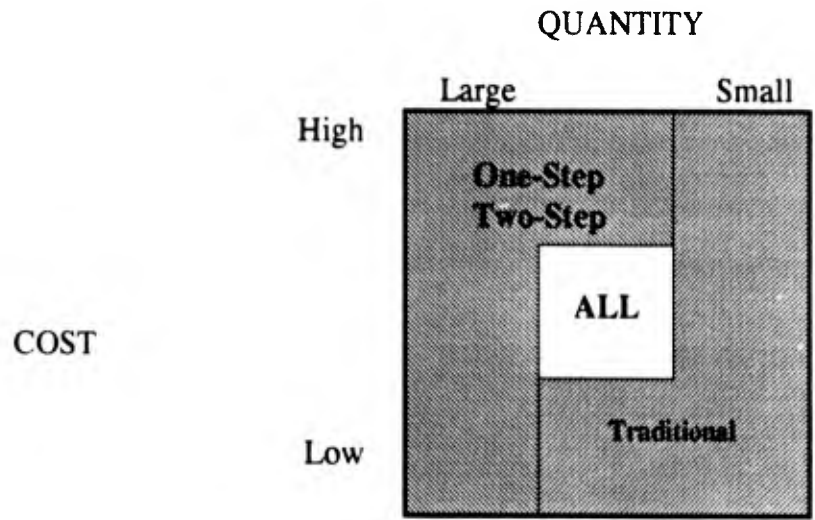 QUANTITY
Large Small
High
One-Step
Two-Step
ALL
COST
Traditional
Low